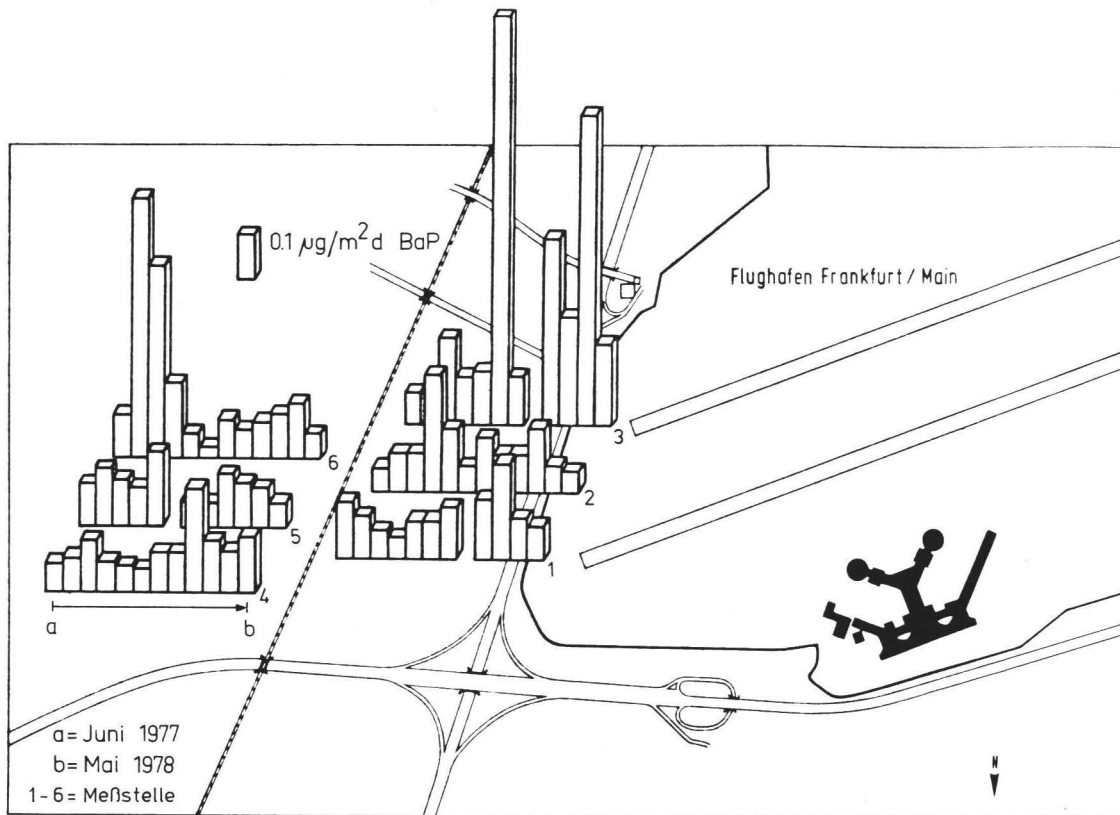 0.1 µg/m²d BaP
Flughafen Frankfurt / Main
3
6
2
5
1
4
a
b
a= Juni 1977
b= Mai 1978
1-6= Meßstelle
N